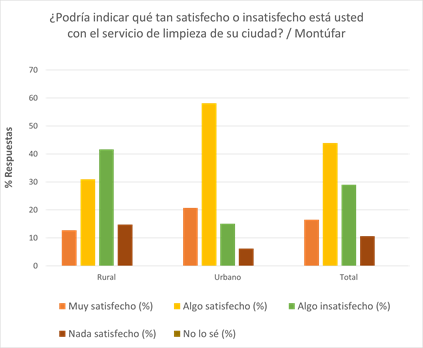 ¿Podría indicar qué tan satisfecho o insatisfecho está usted
con el servicio de limpieza de su ciudad? / Montúfar
% Respuestas
70
60
50
40
30
20
10
0
Rural Urbano Total
Muy satisfecho (%) Algo satisfecho (%) Algo insatisfecho (%)
Nada satisfecho (%) No lo sé (%)